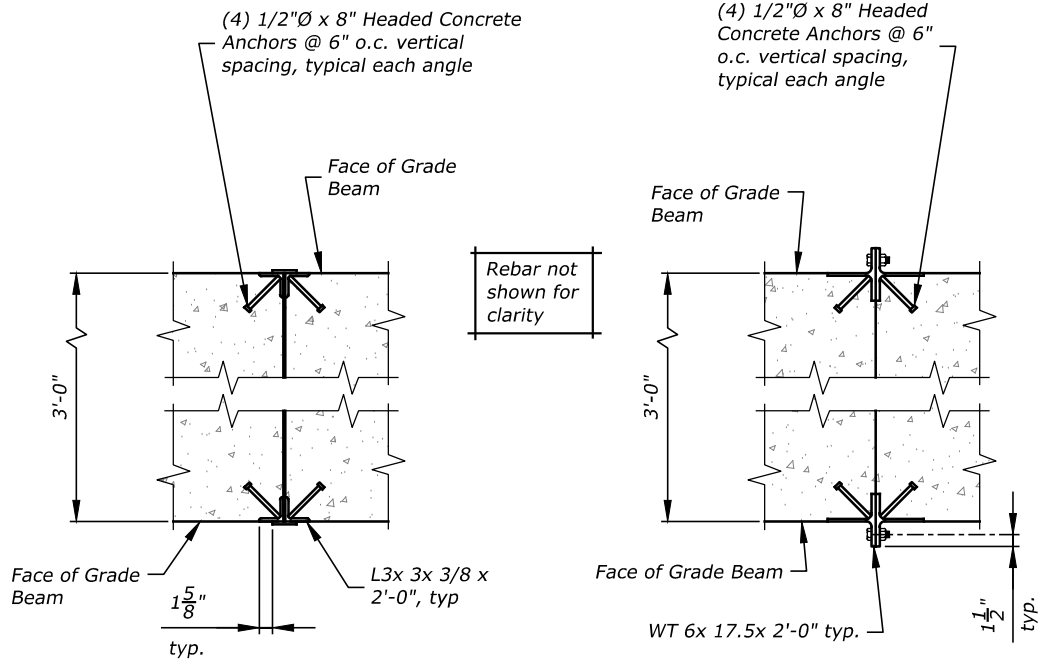 (4) 1/2"Ø x 8" Headed Concrete
Anchors @ 6" o.c. vertical
spacing, typical each angle
Face of Grade
Beam
3'-0"
Face of Grade
Beam
1 5/8"
typ.
L3x 3x 3/8 x
2'-0", typ
Rebar not
shown for
clarity
(4) 1/2"Ø x 8" Headed
Concrete Anchors @ 6"
o.c. vertical spacing,
typical each angle
Face of Grade
Beam
3'-0"
Face of Grade Beam
WT 6x 17.5x 2'-0" typ.
1 1/2"
typ.